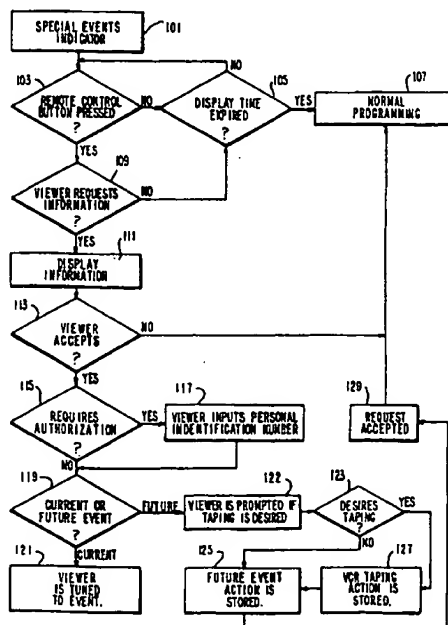 SPECIAL EVENTS
INDICATOR
101
103
REMOTE CONTROL
BUTTON PRESSED
?
NO
NO
105
DISPLAY TIME
EXPIRED
?
YES
107
NORMAL
PROGRAMMING
YES
109
VIEWER REQUESTS
INFORMATION
?
NO
YES
111
DISPLAY
INFORMATION
113
VIEWER
ACCEPTS
?
NO
YES
115
REQUIRES
AUTHORIZATION
?
YES
117
VIEWER INPUTS PERSONAL
INDENTIFICATION NUMBER
129
REQUEST
ACCEPTED
NO
119
CURRENT OR
FUTURE EVENT
?
FUTURE
122
VIEWER IS PROMPTED IF
TAPING IS DESIRED
123
DESIRES
TAPING
?
YES
NO
CURRENT
121
VIEWER
IS TUNED
TO EVENT.
125
FUTURE EVENT
ACTION IS
STORED.
127
VCR TAPING
ACTION IS
STORED.